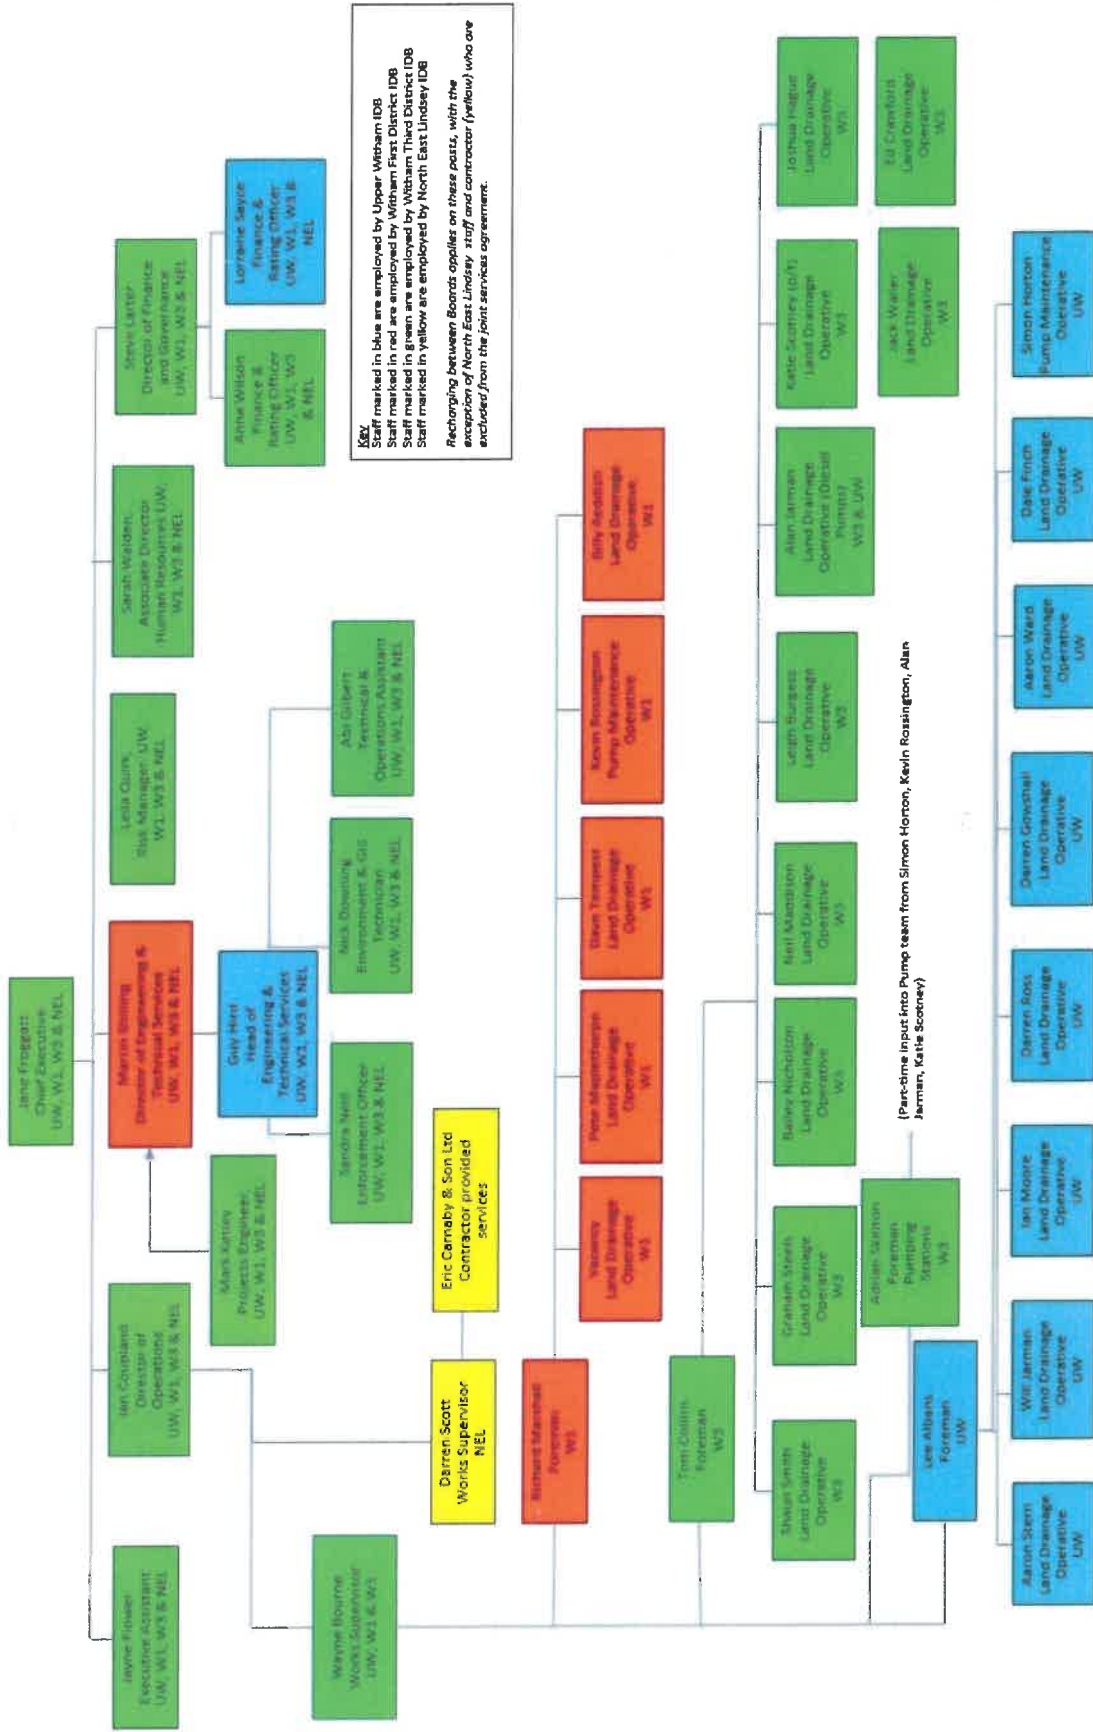 Jane Froggatt
Chief Executive
UW, W1, W3 & NEL
Jayne Flower
Executive Assistant
UW, W1, W3 & NEL
Ian Coupland
Director of
Operations
UW, W1, W3 & NEL
Mark Kettley
Projects Engineer,
UW, W1, W3 & NEL
Martin Shilling
Director of Engineering &
Technical Services
UW, W1, W3 & NEL
Risk Manager UW,
W1, W3 & NEL
Sarah Walden,
Associate Director
Human Resources UW,
W1, W3 & NEL
Steve Larter
Director of Finance
and Governance
UW, W1, W3 & NEL
Guy Hird
Head of
Engineering &
Technical Services
UW, W1, W3 & NEL
Anna Wilson
Finance &
Rating Officer
UW, W1, W3
& NEL
Lorraine Sayce
Finance &
Rating Officer
UW, W1, W3 &
NEL
Wayne Bourne
Works Supervisor
UW, W1 & W3
Sandra Neil
Enforcement Officer
UW, W1, W3 & NEL
Nick Downing
Environment & GIS
Technician
UW, W1, W3 & NEL
Abi Gilbert
Technical &
Operations Assistant
UW, W1, W3 & NEL
Key
Staff marked in blue are employed by Upper Witham IDB
Staff marked in red are employed by Witham First District IDB
Staff marked in green are employed by Witham Third District IDB
Staff marked in yellow are employed by North East Lindsey IDB
Recharging between Boards applies on these posts, with the
exception of North East Lindsey staff and contractor (yellow) who are
excluded from the joint services agreement.
Darren Scott
Works Supervisor
NEL
Eric Carnaby & Son Ltd
Contractor provided
services
Richard Marshall
Foreman
W1
Vacancy
Land Drainage
Operative
W1
Pete Maplethorpe
Land Drainage
Operative
W1
Dave Tempest
Land Drainage
Operative
W1
Kevin Rossington
Pump Maintenance
Operative
W1
Billy
Land Drainage
Operative
W1
Tom
Foreman
W3
Shaun Smith
Land Drainage
Operative
W3
Graham Steels
Land Drainage
Operative
W3
Bailey Nicholson
Land Drainage
Operative
W3
Neil Maddison
Land Drainage
Operative
W3
Leigh Burgess
Land Drainage
Operative
W3
Alan Jarman
Land Drainage
Operative (Diesel
Pumps)
W3 & UW
Katie Scotney (p/t)
Land Drainage
Operative
W3
Joshua Hague
Land Drainage
Operative
W3
Jack Waller
Land Drainage
Operative
W3
Ed Crawford
Land Drainage
Operative
W3
Adrian Skelton
Foreman
Pumping
Stations
W3
(Part-time input into Pump team from Simon Horton, Kevin Rossington, Alan
Jarman, Katie Scotney)
Lee Albans
Foreman
UW
Aaron Stern
Land Drainage
Operative
UW
Will Jarman
Land Drainage
Operative
UW
Ian Moore
Land Drainage
Operative
UW
Darren Ross
Land Drainage
Operative
UW
Darren Gowshall
Land Drainage
Operative
UW
Aaron Ward
Land Drainage
Operative
UW
Dale Finch
Land Drainage
Operative
UW
Simon Horton
Pump Maintenance
Operative
UW